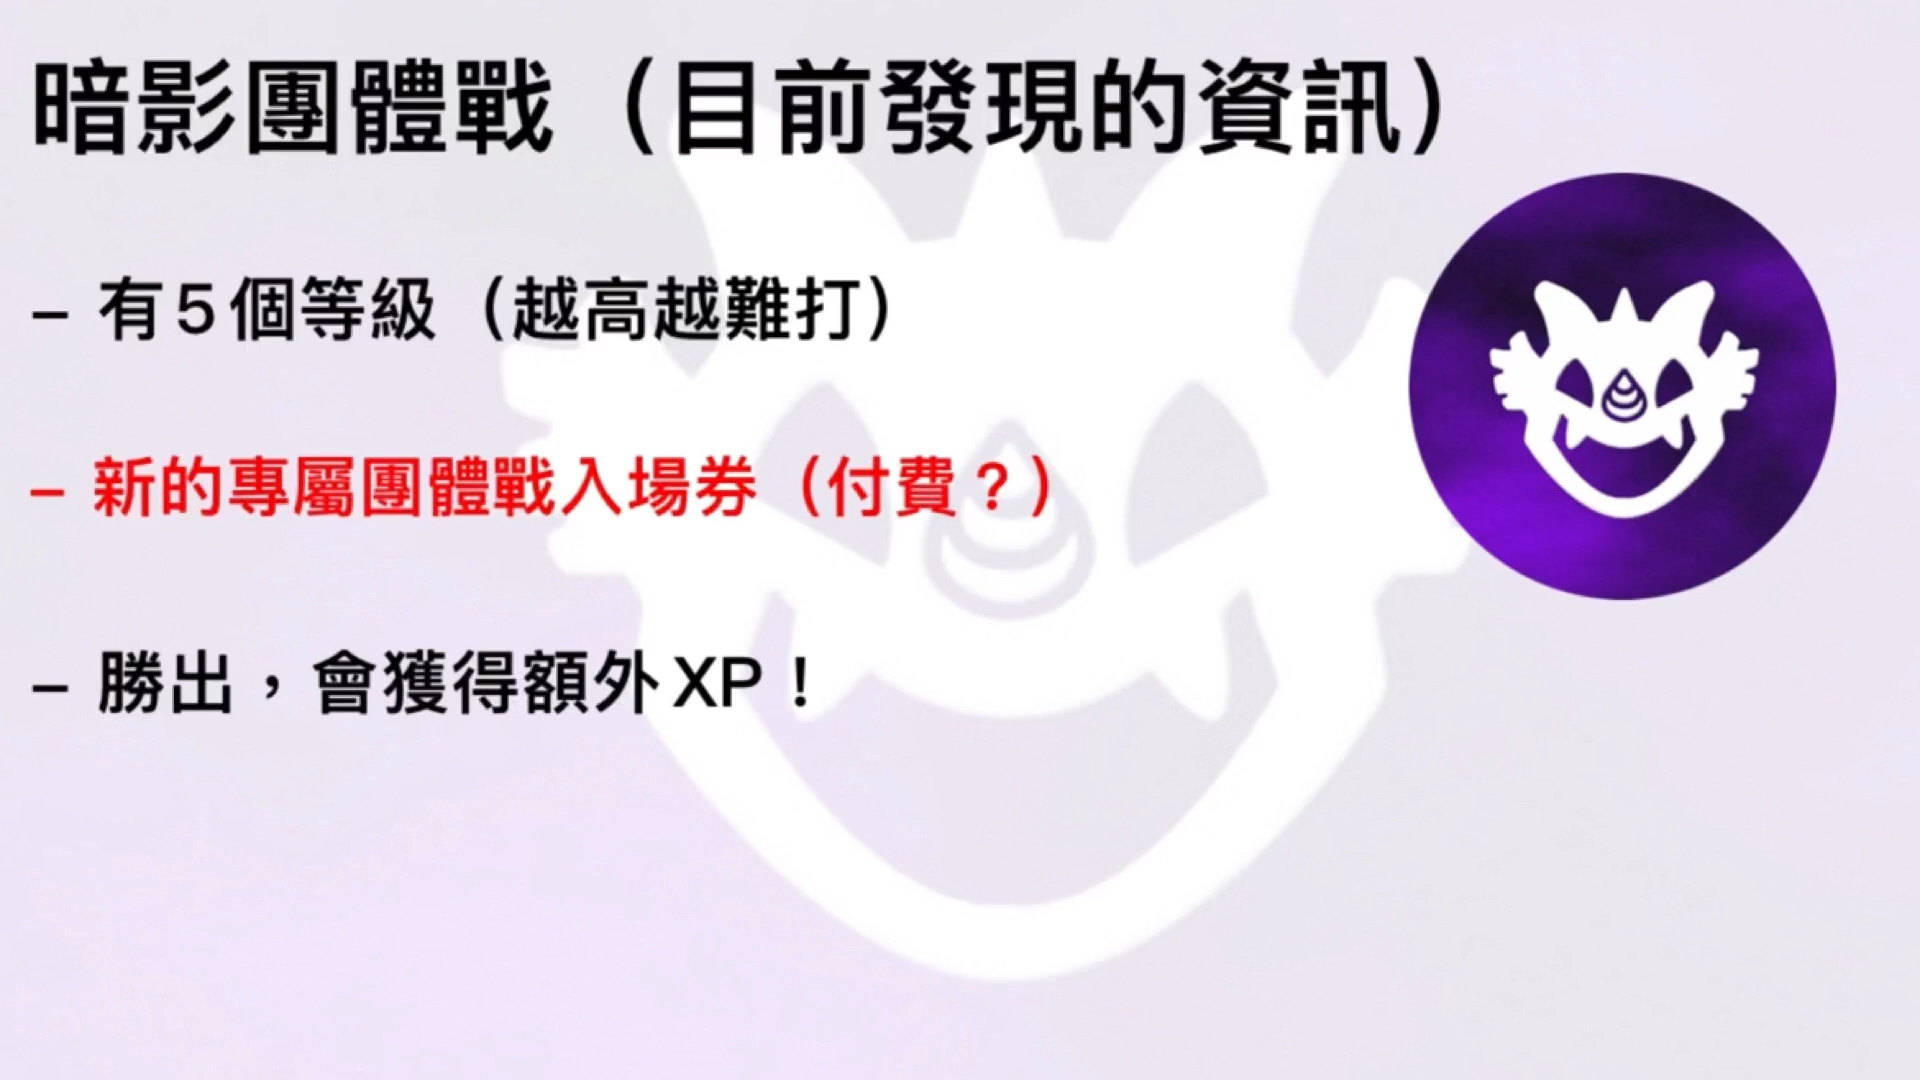 暗影團體戰（目前發現的資訊）
– 有5個等級（越高越難打）
– 新的專屬團體戰入場券（付費？）
– 勝出，會獲得額外XP！